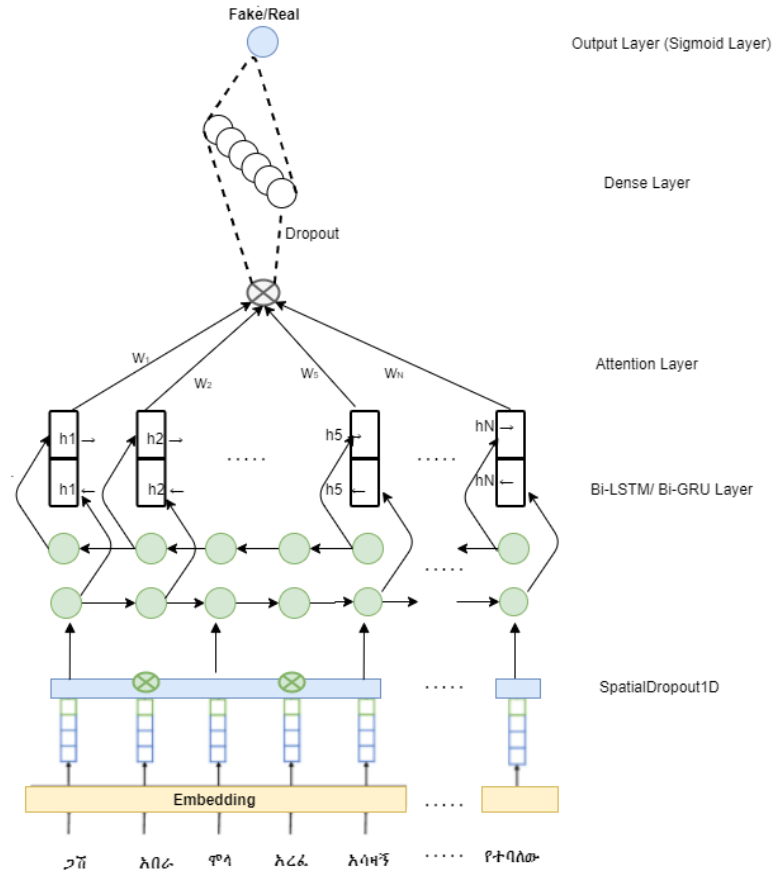 Fake/Real
Output Layer (Sigmoid Layer)
Dense Layer
Dropout
W₁ W₂ W₅ W_N
Attention Layer
h1 → h2 → ..... h5 → ..... hN →
h1 ← h2 ← h5 ← hN ←
Bi-LSTM/ Bi-GRU Layer
.....
SpatialDropout1D
.....
Embedding .....
ጋሽ አበራ ሞላ አረፈ አሳዛኝ ..... የተባለው